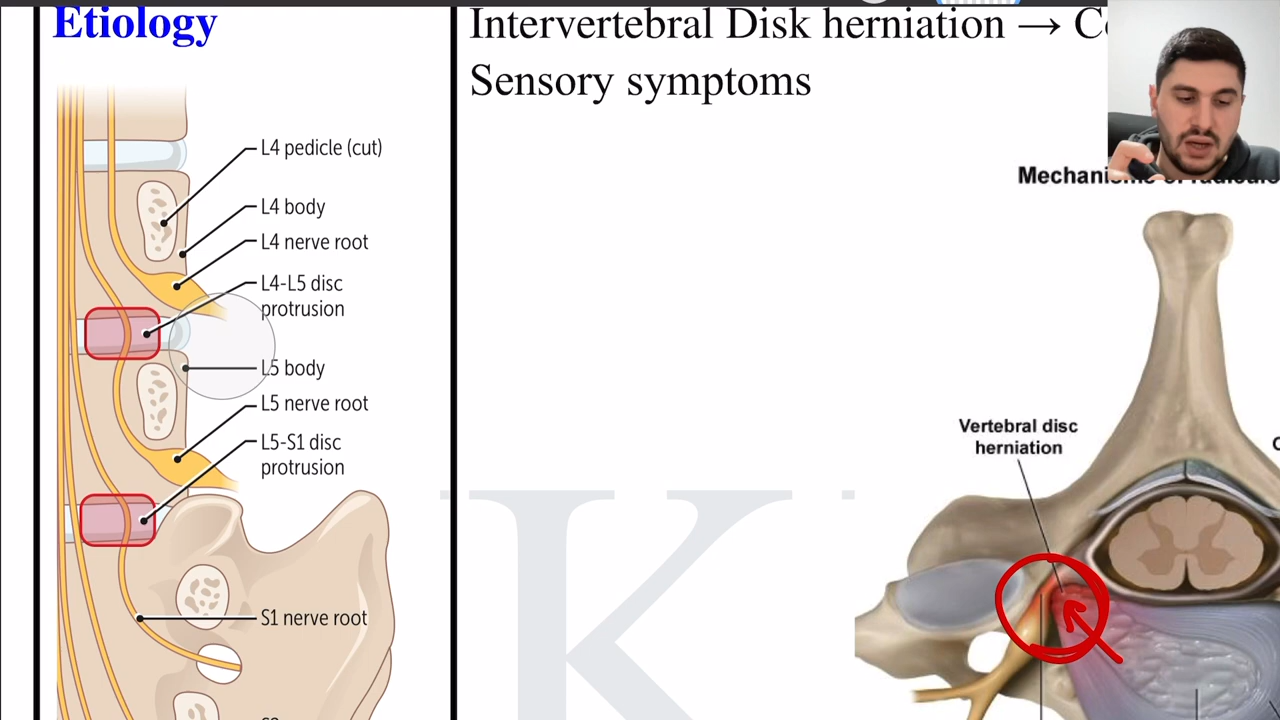 Etiology
Intervertebral Disk herniation →
Sensory symptoms
L4 pedicle (cut)
L4 body
L4 nerve root
L4-L5 disc
protrusion
L5 body
L5 nerve root
L5-S1 disc
protrusion
S1 nerve root
Vertebral disc
herniation
K